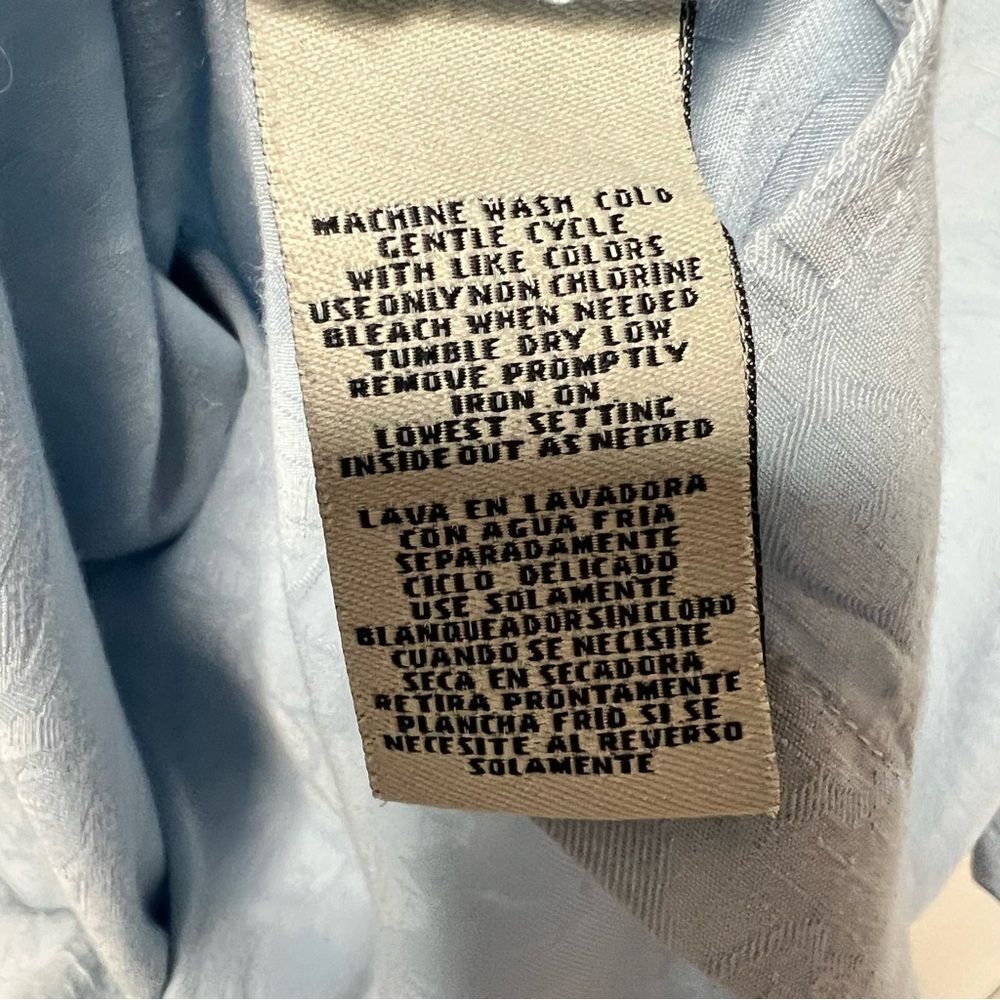 MACHINE WASH COLD
GENTLE CYCLE
WITH LIKE COLORS
USE ONLY NON CHLORINE
BLEACH WHEN NEEDED
TUMBLE DRY LOW
REMOVE PROMPTLY
IRON ON
LOWEST SETTING
INSIDE OUT AS NEEDED
LAVA EN LAVADORA
CON AGUA FRIA
SEPARADAMENTE
CICLO DELICADO
USE SOLAMENTE
BLANQUEADOR SIN CLORO
CUANDO SE NECISITE
SECA EN SECADORA
RETIRA PRONTAMENTE
PLANCHA FRIO SI SE
NECESITE AL REVERSO
SOLAMENTE